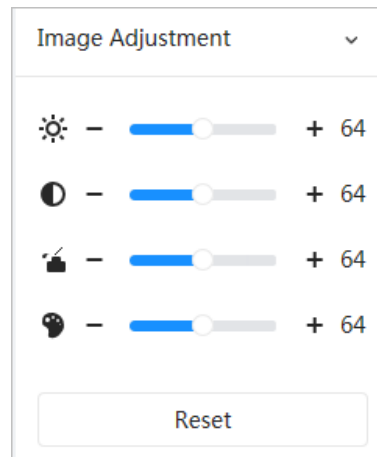 Image Adjustment
− + 64
− + 64
− + 64
− + 64
Reset